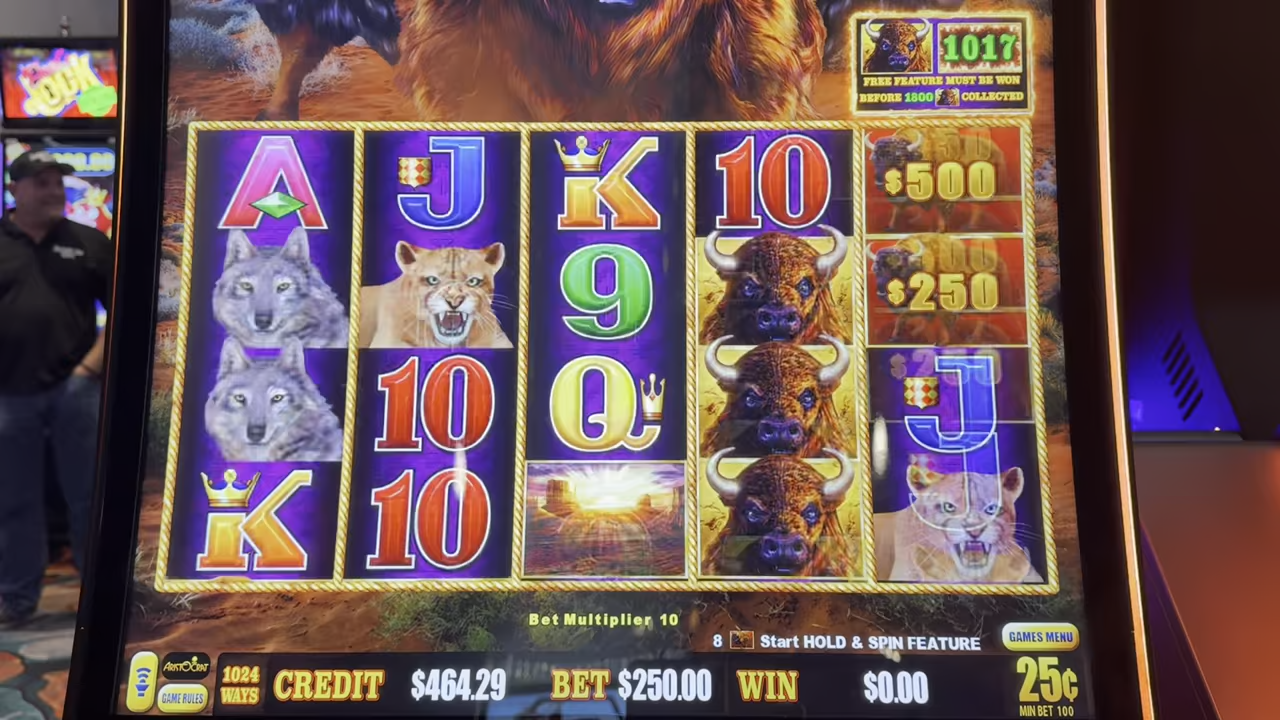 1017
FREE FEATURE MUST BE WON
BEFORE 1800 COLLECTED
A J K 10 $500
9 $250
10 Q J
K 10
Bet Multiplier 10
8 Start HOLD & SPIN FEATURE
GAMES MENU
ARISTOCRAT
GAME RULES
1024
WAYS
CREDIT $464.29 BET $250.00 WIN $0.00
25¢
MIN BET 100